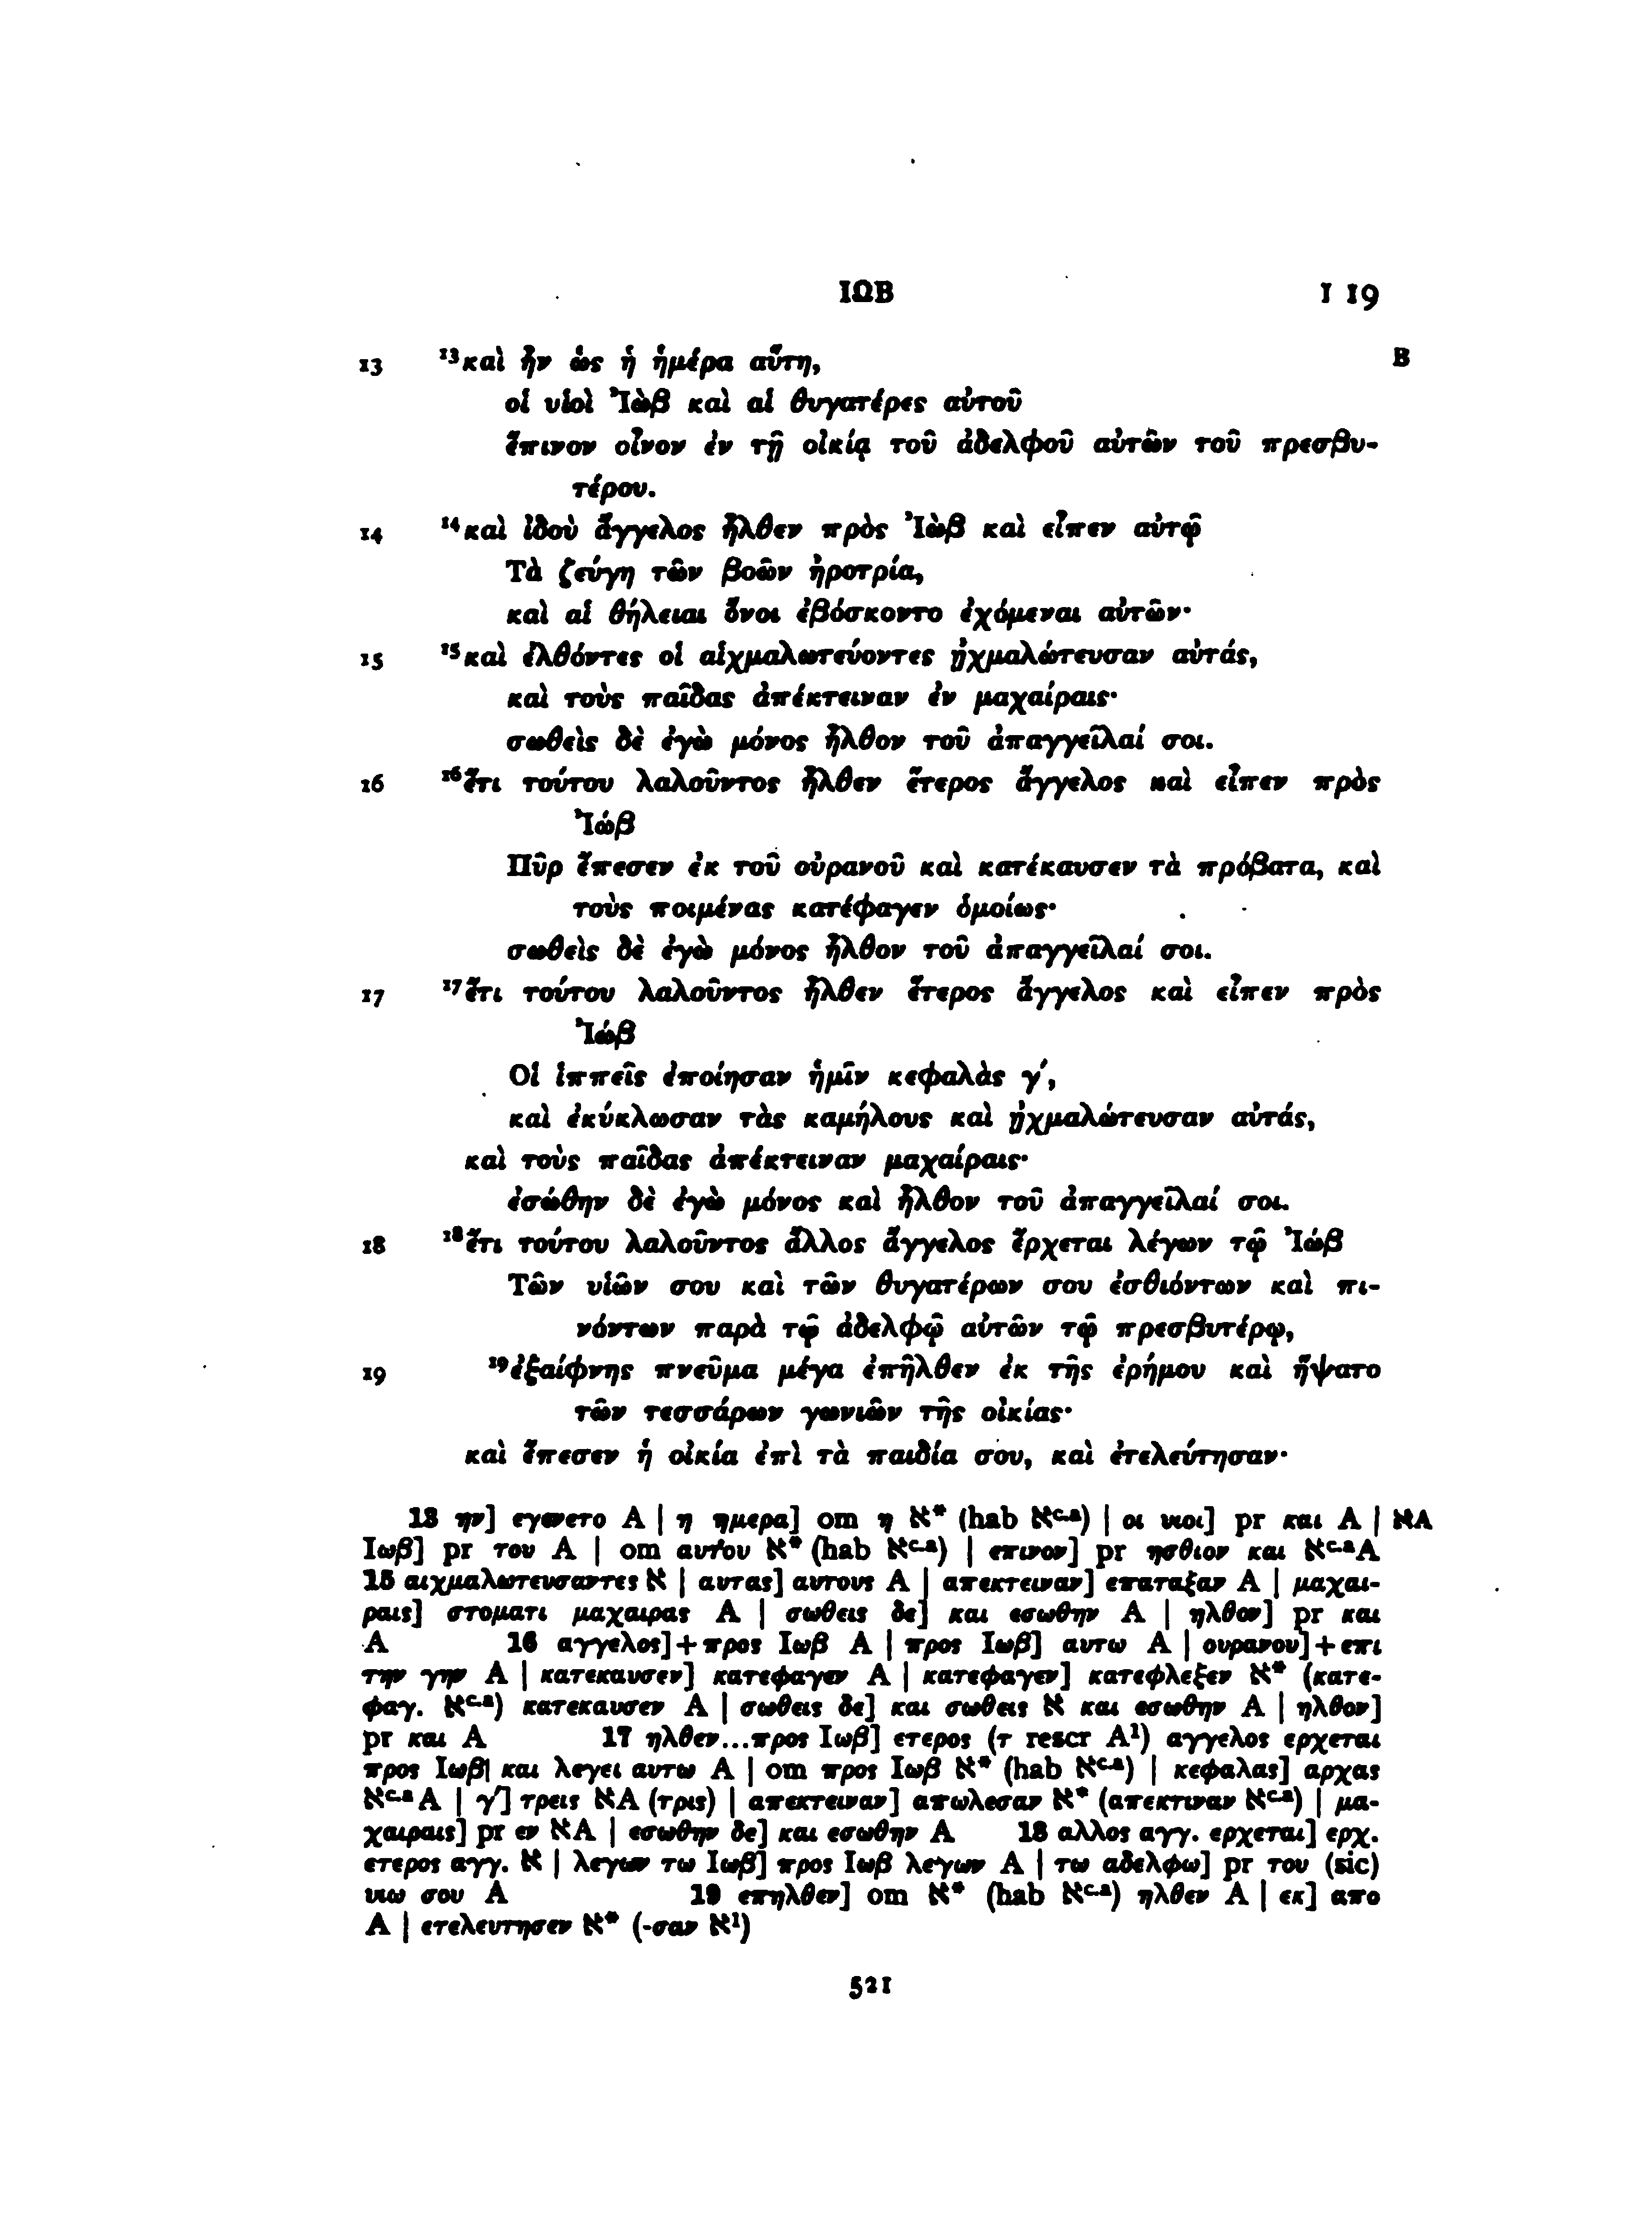 ΙΩΒ I 19
13 ¹³καὶ ἦν ὡς ἡ ἡμέρα αὕτη, B
οἱ υἱοὶ Ἰὼβ καὶ αἱ θυγατέρες αὐτοῦ
ἔπινον οἶνον ἐν τῇ οἰκίᾳ τοῦ ἀδελφοῦ αὐτῶν τοῦ πρεσβυ-
τέρου.
14 ¹⁴καὶ ἰδοὺ ἄγγελος ἦλθεν πρὸς Ἰὼβ καὶ εἶπεν αὐτῷ
Τὰ ζεύγη τῶν βοῶν ἠροτρία,
καὶ αἱ θήλειαι ὄνοι ἐβόσκοντο ἐχόμεναι αὐτῶν·
15 ¹⁵καὶ ἐλθόντες οἱ αἰχμαλωτεύοντες ᾐχμαλώτευσαν αὐτάς,
καὶ τοὺς παῖδας ἀπέκτειναν ἐν μαχαίραις·
σωθεὶς δὲ ἐγὼ μόνος ἦλθον τοῦ ἀπαγγεῖλαί σοι.
16 ¹⁶ἔτι τούτου λαλοῦντος ἦλθεν ἕτερος ἄγγελος καὶ εἶπεν πρὸς
Ἰώβ
Πῦρ ἔπεσεν ἐκ τοῦ οὐρανοῦ καὶ κατέκαυσεν τὰ πρόβατα, καὶ
τοὺς ποιμένας κατέφαγεν ὁμοίως·
σωθεὶς δὲ ἐγὼ μόνος ἦλθον τοῦ ἀπαγγεῖλαί σοι.
17 ¹⁷ἔτι τούτου λαλοῦντος ἦλθεν ἕτερος ἄγγελος καὶ εἶπεν πρὸς
Ἰώβ
Οἱ ἱππεῖς ἐποίησαν ἡμῖν κεφαλὰς γ΄,
καὶ ἐκύκλωσαν τὰς καμήλους καὶ ᾐχμαλώτευσαν αὐτάς,
καὶ τοὺς παῖδας ἀπέκτειναν μαχαίραις·
ἐσώθην δὲ ἐγὼ μόνος καὶ ἦλθον τοῦ ἀπαγγεῖλαί σοι.
18 ¹⁸ἔτι τούτου λαλοῦντος ἄλλος ἄγγελος ἔρχεται λέγων τῷ Ἰώβ
Τῶν υἱῶν σου καὶ τῶν θυγατέρων σου ἐσθιόντων καὶ πι-
νόντων παρὰ τῷ ἀδελφῷ αὐτῶν τῷ πρεσβυτέρῳ,
19 ¹⁹ἐξαίφνης πνεῦμα μέγα ἐπῆλθεν ἐκ τῆς ἐρήμου καὶ ἥψατο
τῶν τεσσάρων γωνιῶν τῆς οἰκίας·
καὶ ἔπεσεν ἡ οἰκία ἐπὶ τὰ παιδία σου, καὶ ἐτελεύτησαν·
13 ην] εγενετο A | η ημερα] om η א* (hab אᶜ·ᵃ) | οι υιοι] pr και A | אA
Ιωβ] pr του A | om αυτου א* (hab אᶜ·ᵃ) | επινον] pr ησθιον και אᶜ·ᵃA
15 αιχμαλωτευσαντες א | αυτας] αυτους A | απεκτειναν] επαταξαν A | μαχαι-
ραις] στοματι μαχαιρας A | σωθεις δε] και εσωθην A | ηλθον] pr και
A 16 αγγελος]+προς Ιωβ A | προς Ιωβ] αυτω A | ουρανου]+επι
την γην A | κατεκαυσεν] κατεφαγεν A | κατεφαγεν] κατεφλεξεν א* (κατε-
φαγ. אᶜ·ᵃ) κατεκαυσεν A | σωθεις δε] και σωθεις א και εσωθην A | ηλθον]
pr και A 17 ηλθεν...προς Ιωβ] ετερος (τ rescr A¹) αγγελος ερχεται
προς Ιωβ| και λεγει αυτω A | om προς Ιωβ א* (hab אᶜ·ᵃ) | κεφαλας] αρχας
אᶜ·ᵃA | γ΄] τρεις אA (τρις) | απεκτειναν] απωλεσαν א* (απεκτιναν אᶜ·ᵃ) | μα-
χαιραις] pr εν אA | εσωθην δε] και εσωθην A 18 αλλος αγγ. ερχεται] ερχ.
ετερος αγγ. א | λεγων τω Ιωβ] προς Ιωβ λεγων A | τω αδελφω] pr του (sic)
υιω σου A 19 επηλθεν] om א* (hab אᶜ·ᵃ) ηλθεν A | εκ] απο
A | ετελευτησεν א* (-σαν א¹)
521